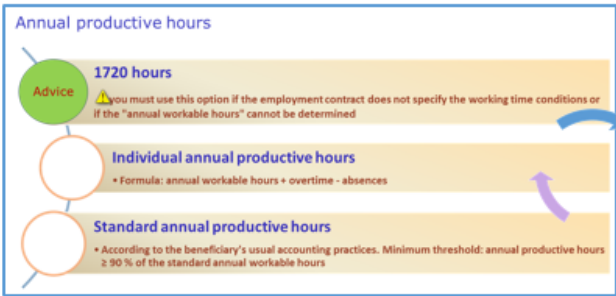 Annual productive hours
1720 hours
Advice
you must use this option if the employment contract does not specify the working time conditions or
if the "annual workable hours" cannot be determined
Individual annual productive hours
• Formula: annual workable hours + overtime - absences
Standard annual productive hours
• According to the beneficiary's usual accounting practices. Minimum threshold: annual productive hours
≥ 90 % of the standard annual workable hours